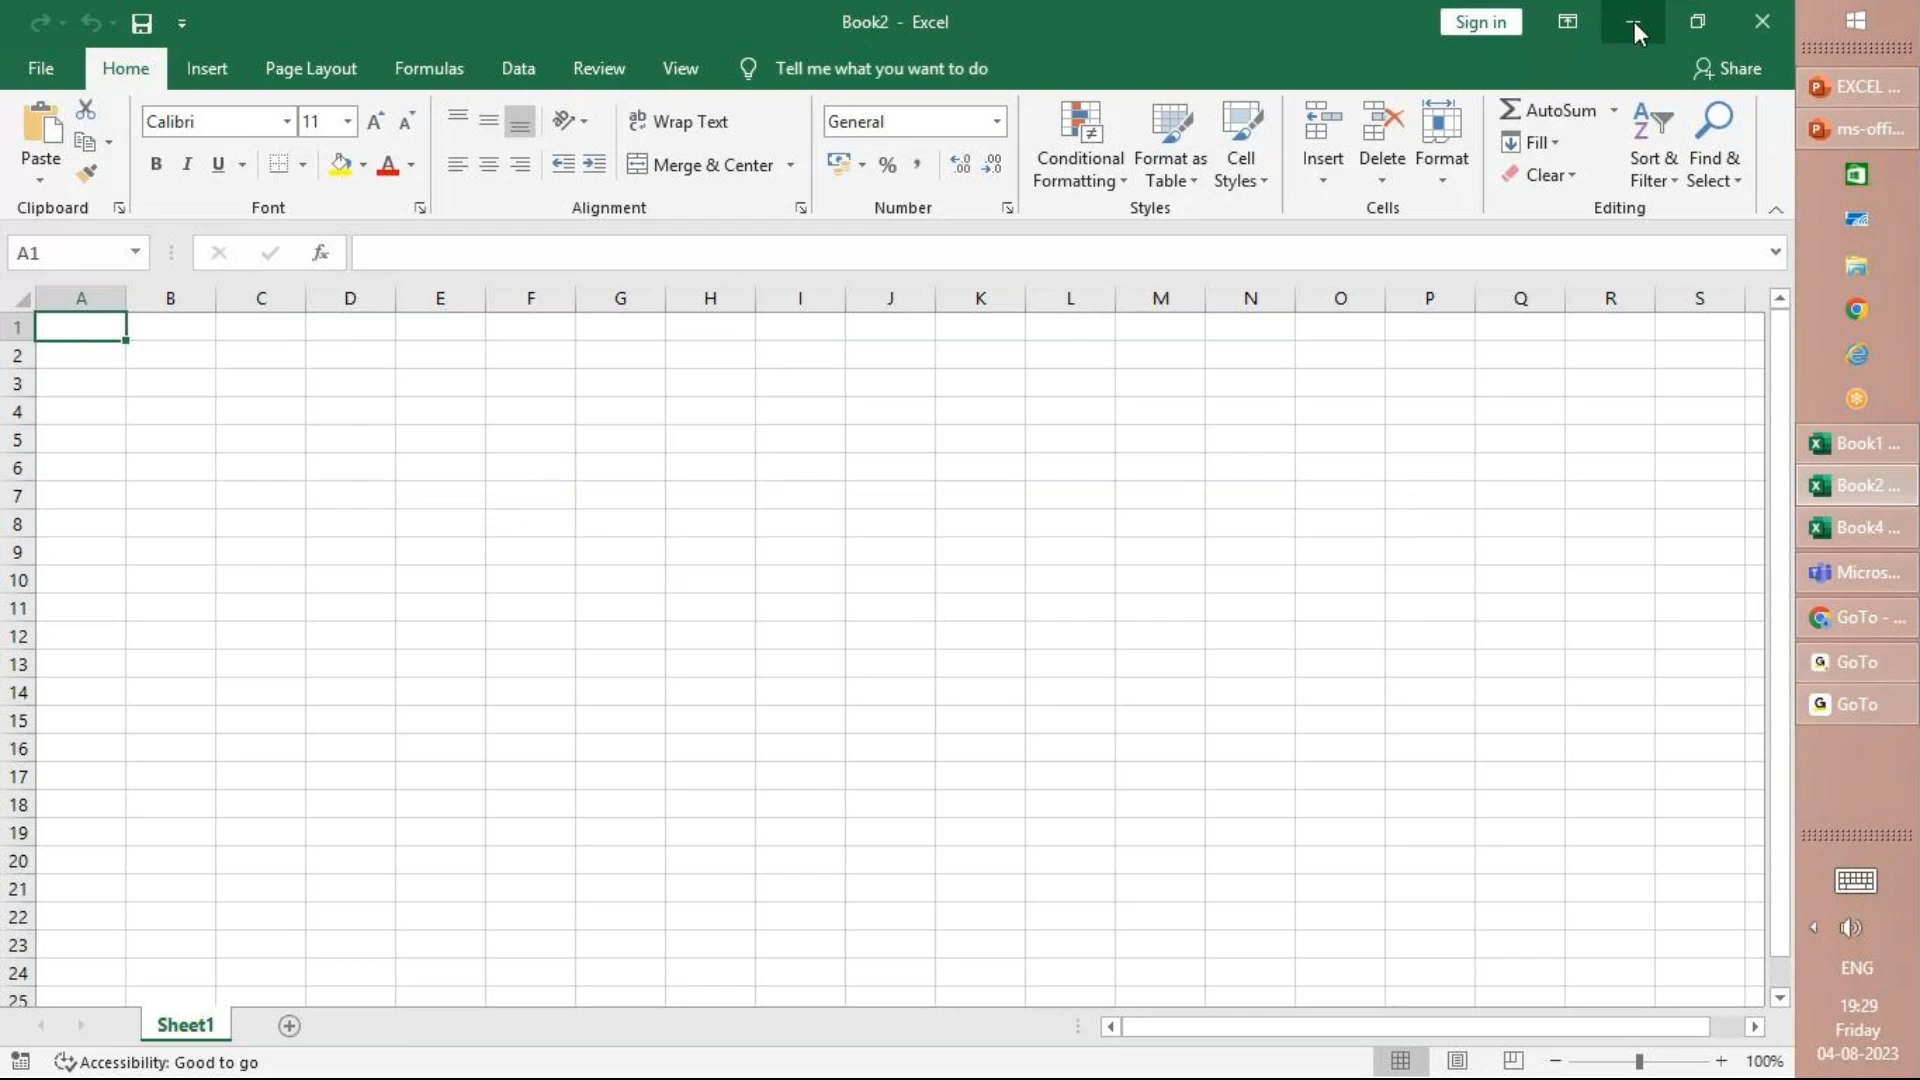 Book2 - Excel
Sign in
File Home Insert Page Layout Formulas Data Review View Tell me what you want to do Share
Calibri 11 Wrap Text General AutoSum
Paste B I U Merge & Center % , Conditional Formatting Format as Table Cell Styles Insert Delete Format Fill Clear Sort & Filter Find & Select
Clipboard Font Alignment Number Styles Cells Editing
A1 fx
A B C D E F G H I J K L M N O P Q R S
1
2
3
4
5
6
7
8
9
10
11
12
13
14
15
16
17
18
19
20
21
22
23
24
25
Sheet1
Accessibility: Good to go
100%
EXCEL ...
ms-offi...
Book1 ...
Book2 ...
Book4 ...
Micros...
GoTo - ...
GoTo
GoTo
ENG
19:29
Friday
04-08-2023